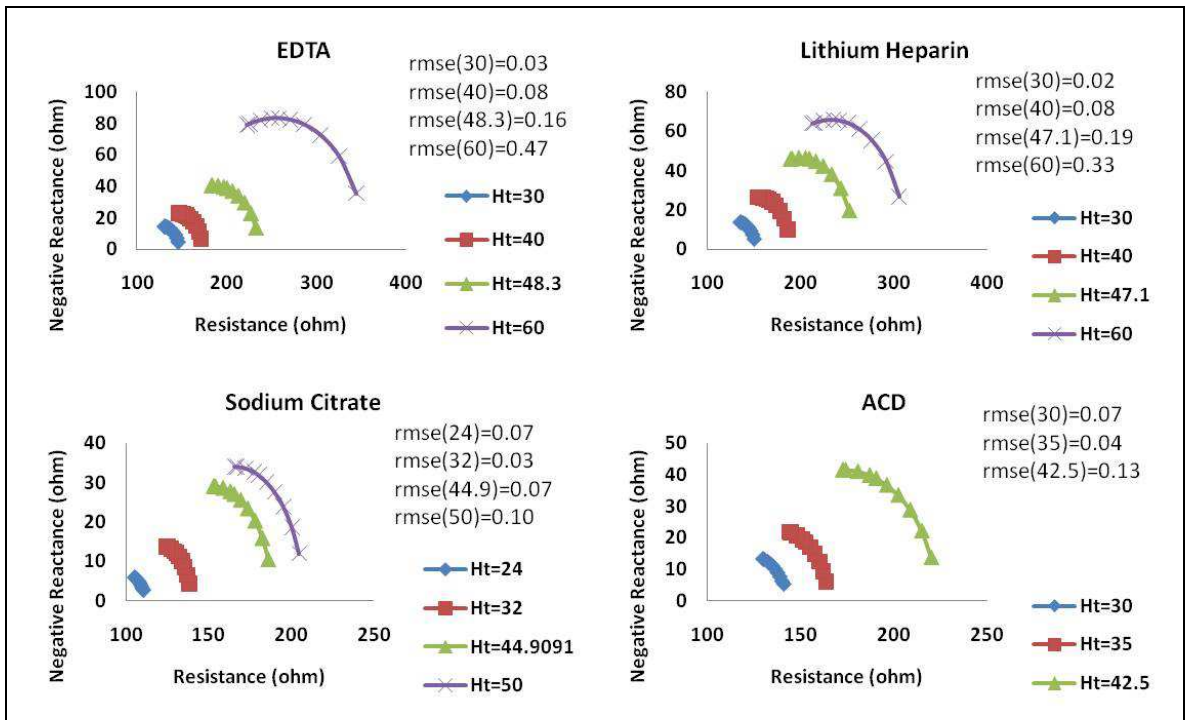 EDTA
rmse(30)=0.03
rmse(40)=0.08
rmse(48.3)=0.16
rmse(60)=0.47
Negative Reactance (ohm)
100
80
60
40
20
0
100 200 300 400
Resistance (ohm)
Ht=30
Ht=40
Ht=48.3
Ht=60
Lithium Heparin
rmse(30)=0.02
rmse(40)=0.08
rmse(47.1)=0.19
rmse(60)=0.33
Negative Reactance (ohm)
80
60
40
20
0
100 200 300 400
Resistance (ohm)
Ht=30
Ht=40
Ht=47.1
Ht=60
Sodium Citrate
rmse(24)=0.07
rmse(32)=0.03
rmse(44.9)=0.07
rmse(50)=0.10
Negative Reactance (ohm)
40
30
20
10
0
100 150 200 250
Resistance (ohm)
Ht=24
Ht=32
Ht=44.9091
Ht=50
ACD
rmse(30)=0.07
rmse(35)=0.04
rmse(42.5)=0.13
Negative Reactance (ohm)
50
40
30
20
10
0
100 150 200 250
Resistance (ohm)
Ht=30
Ht=35
Ht=42.5